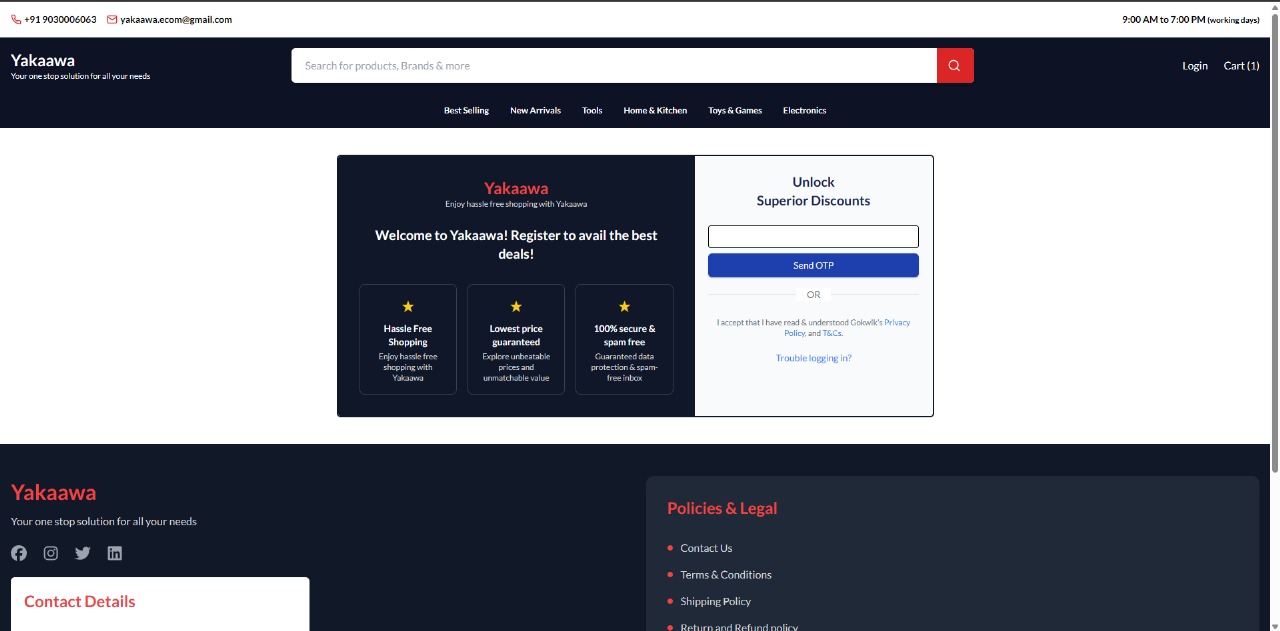 +91 9030006063 yakaawa.ecom@gmail.com 9:00 AM to 7:00 PM (working days)
Yakaawa
Your one stop solution for all your needs
Search for products, Brands & more
Login Cart (1)
Best Selling New Arrivals Tools Home & Kitchen Toys & Games Electronics
Yakaawa
Enjoy hassle free shopping with Yakaawa
Welcome to Yakaawa! Register to avail the best
deals!
Hassle Free
Shopping
Enjoy hassle free
shopping with
Yakaawa
Lowest price
guaranteed
Explore unbeatable
prices and
unmatchable value
100% secure &
spam free
Guaranteed data
protection & spam-
free inbox
Unlock
Superior Discounts
Send OTP
OR
I accept that I have read & understood Gokwik's Privacy
Policy, and T&Cs.
Trouble logging in?
Yakaawa
Your one stop solution for all your needs
Contact Details
Policies & Legal
Contact Us
Terms & Conditions
Shipping Policy
Return and Refund policy